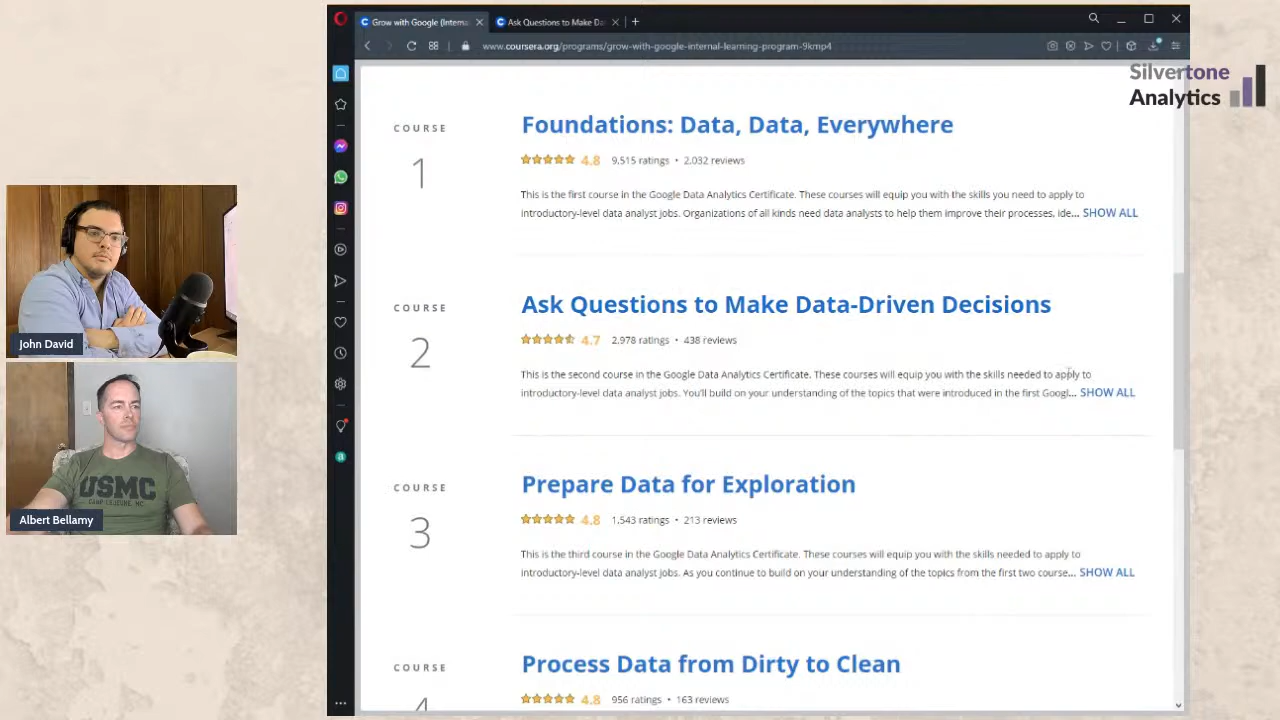 Grow with Google (Interna
Ask Questions to Make Da
www.coursera.org/programs/grow-with-google-internal-learning-program-9kmp4
Silvertone
Analytics
COURSE
1
Foundations: Data, Data, Everywhere
4.8 9,515 ratings • 2,032 reviews
This is the first course in the Google Data Analytics Certificate. These courses will equip you with the skills you need to apply to
introductory-level data analyst jobs. Organizations of all kinds need data analysts to help them improve their processes, ide... SHOW ALL
COURSE
2
Ask Questions to Make Data-Driven Decisions
4.7 2,978 ratings • 438 reviews
This is the second course in the Google Data Analytics Certificate. These courses will equip you with the skills needed to apply to
introductory-level data analyst jobs. You'll build on your understanding of the topics that were introduced in the first Googl... SHOW ALL
COURSE
3
Prepare Data for Exploration
4.8 1,543 ratings • 213 reviews
This is the third course in the Google Data Analytics Certificate. These courses will equip you with the skills needed to apply to
introductory-level data analyst jobs. As you continue to build on your understanding of the topics from the first two course... SHOW ALL
COURSE
4
Process Data from Dirty to Clean
4.8 956 ratings • 163 reviews
John David
USMC
CAMP LEJEUNE, NC
Albert Bellamy